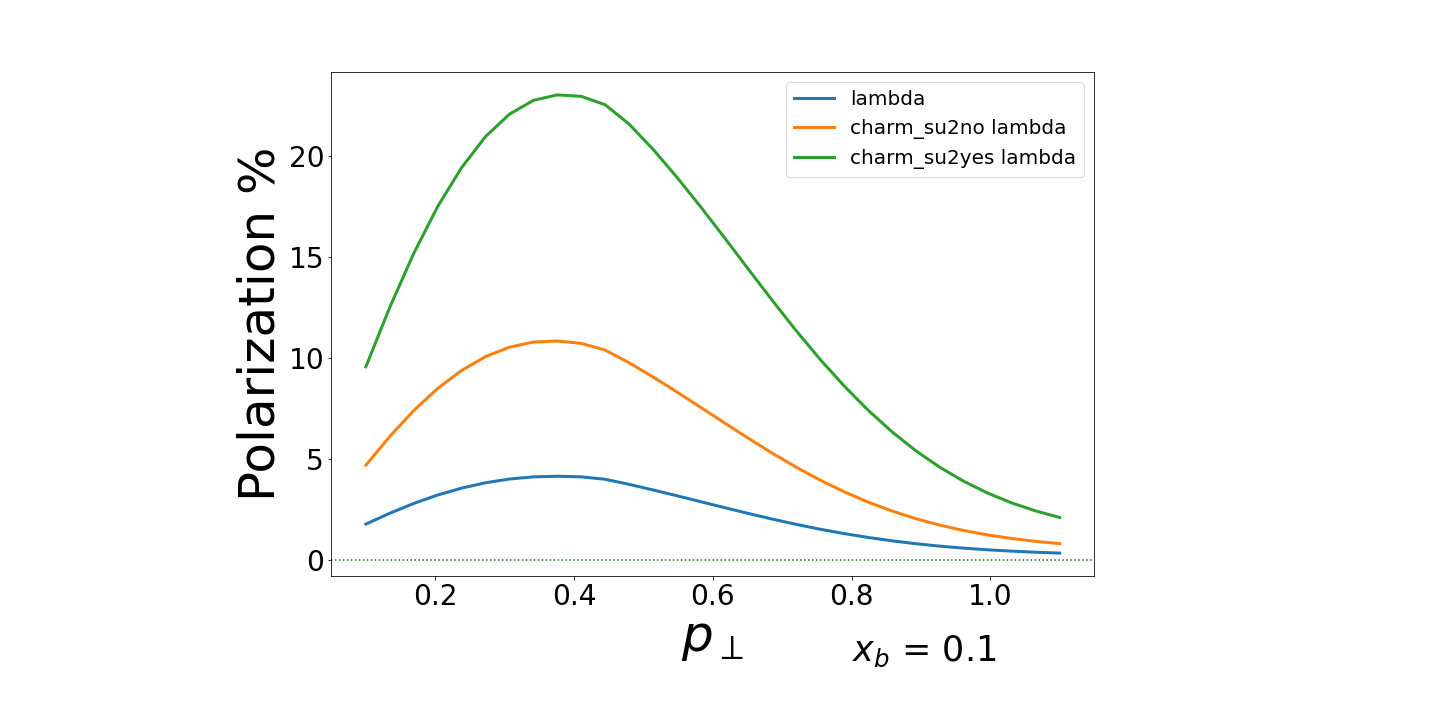 lambda
charm_su2no lambda
charm_su2yes lambda
Polarization %
20
15
10
5
0
0.2 0.4 0.6 0.8 1.0
p⊥
x_b = 0.1